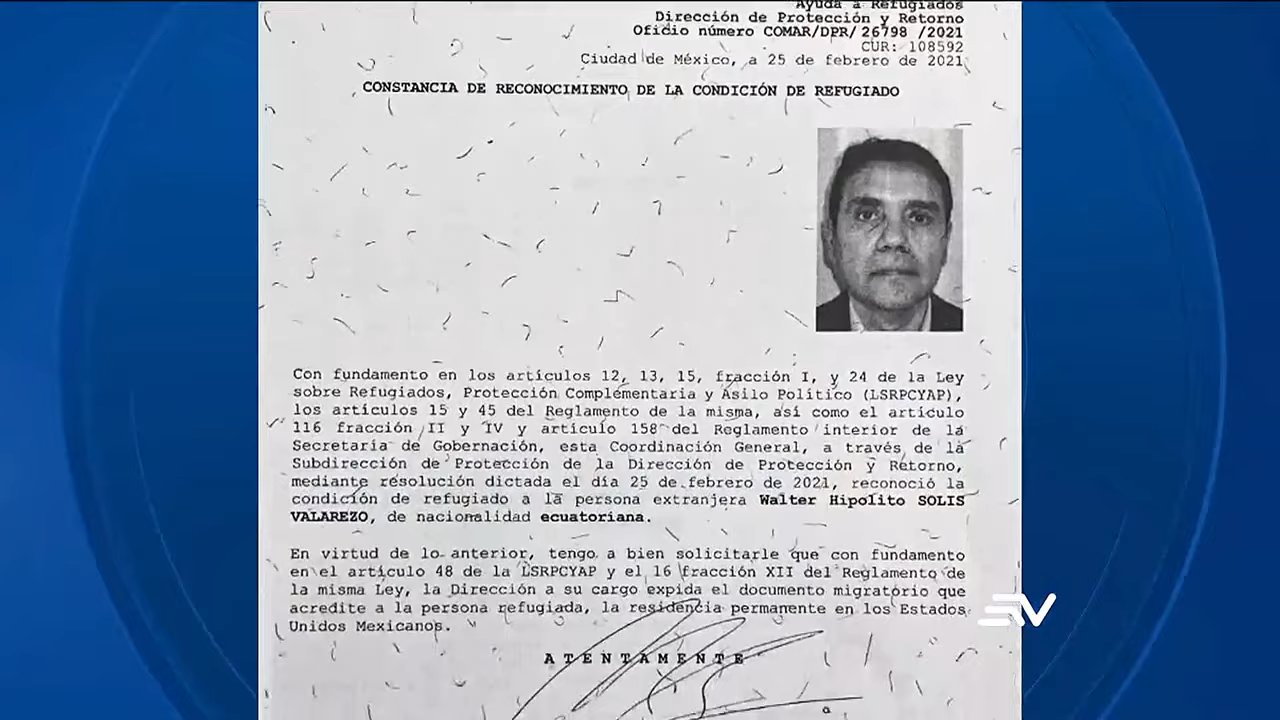 Ayuda a Refugiados
Dirección de Protección y Retorno
Oficio número COMAR/DPR/ 26798 /2021
CUR: 108592
Ciudad de México, a 25 de febrero de 2021
CONSTANCIA DE RECONOCIMIENTO DE LA CONDICIÓN DE REFUGIADO
Con fundamento en los artículos 12, 13, 15, fracción I, y 24 de la Ley
sobre Refugiados, Protección Complementaria y Asilo Político (LSRPCYAP),
los artículos 15 y 45 del Reglamento de la misma, así como el artículo
116 fracción II y IV y artículo 158 del Reglamento interior de la
Secretaría de Gobernación, esta Coordinación General, a través de la
Subdirección de Protección de la Dirección de Protección y Retorno,
mediante resolución dictada el día 25 de febrero de 2021, reconoció la
condición de refugiado a la persona extranjera Walter Hipolito SOLIS
VALAREZO, de nacionalidad ecuatoriana.
En virtud de lo anterior, tengo a bien solicitarle que con fundamento
en el artículo 48 de la LSRPCYAP y el 16 fracción XII del Reglamento de
la misma Ley, la Dirección a su cargo expida el documento migratorio que
acredite a la persona refugiada, la residencia permanente en los Estados
Unidos Mexicanos.
A T E N T A M E N T E